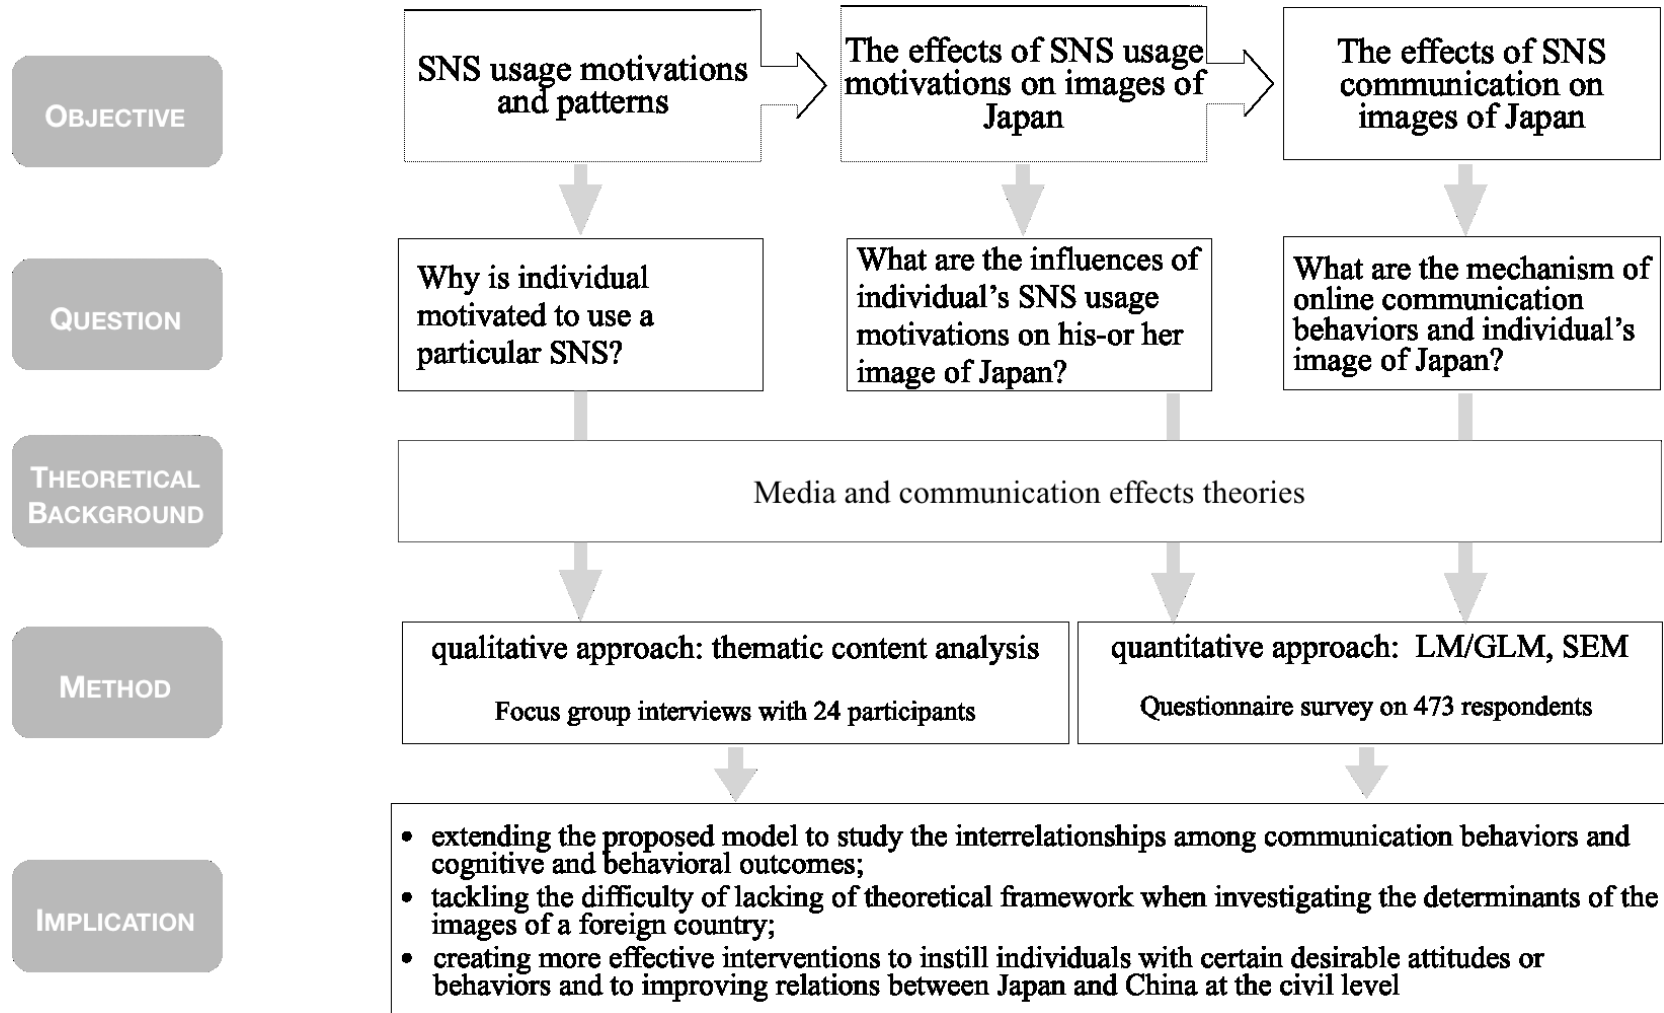 OBJECTIVE
SNS usage motivations
and patterns
The effects of SNS usage
motivations on images of
Japan
The effects of SNS
communication on
images of Japan
QUESTION
Why is individual
motivated to use a
particular SNS?
What are the influences of
individual’s SNS usage
motivations on his-or her
image of Japan?
What are the mechanism of
online communication
behaviors and individual’s
image of Japan?
THEORETICAL
BACKGROUND
Media and communication effects theories
METHOD
qualitative approach: thematic content analysis
Focus group interviews with 24 participants
quantitative approach: LM/GLM, SEM
Questionnaire survey on 473 respondents
IMPLICATION
• extending the proposed model to study the interrelationships among communication behaviors and
cognitive and behavioral outcomes;
• tackling the difficulty of lacking of theoretical framework when investigating the determinants of the
images of a foreign country;
• creating more effective interventions to instill individuals with certain desirable attitudes or
behaviors and to improving relations between Japan and China at the civil level